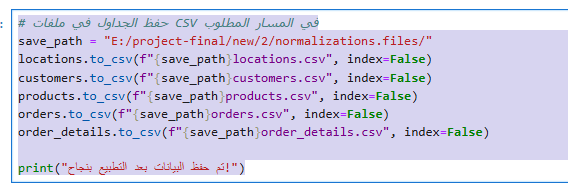 # حفظ الجداول في ملفات CSV في المسار المطلوب
save_path = "E:/project-final/new/2/normalizations.files/"
locations.to_csv(f"{save_path}locations.csv", index=False)
customers.to_csv(f"{save_path}customers.csv", index=False)
products.to_csv(f"{save_path}products.csv", index=False)
orders.to_csv(f"{save_path}orders.csv", index=False)
order_details.to_csv(f"{save_path}order_details.csv", index=False)
print("تم حفظ البيانات بعد التطبيع بنجاح!")